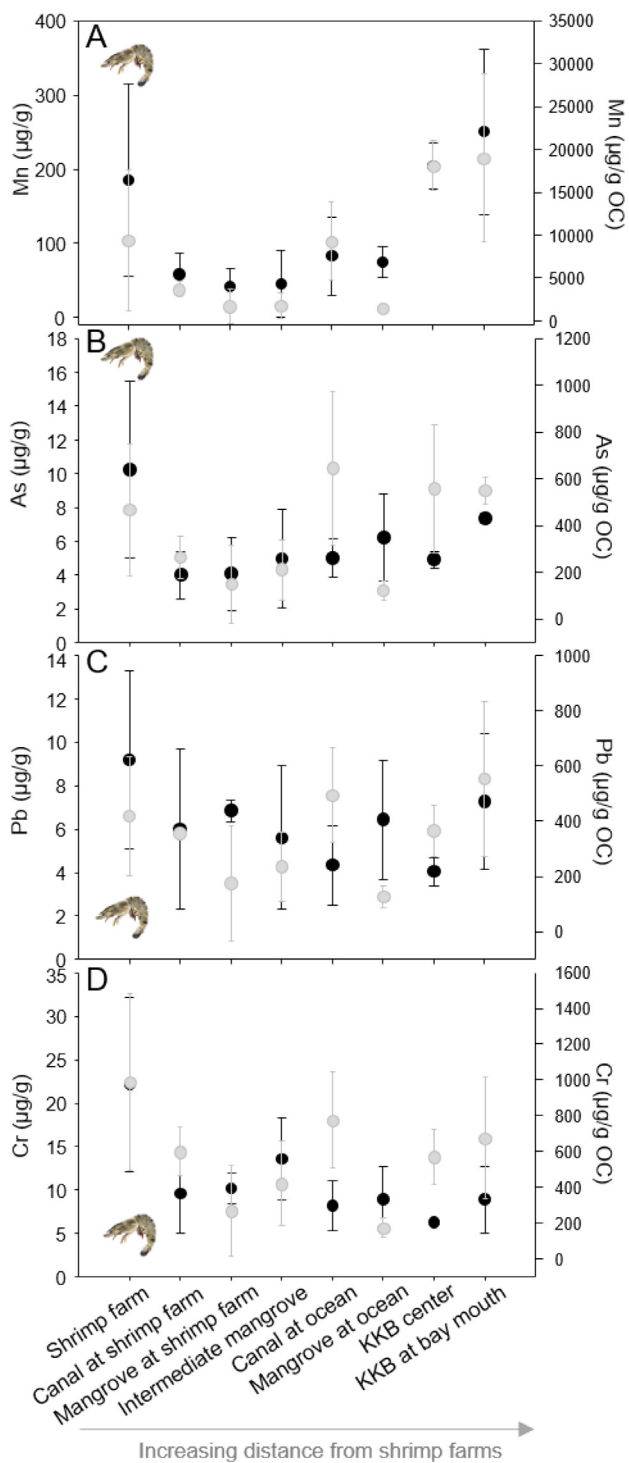 A
400
300
200
100
0
Mn (µg/g)
35000
30000
25000
20000
15000
10000
5000
0
Mn (µg/g OC)
B
18
16
14
12
10
8
6
4
2
0
As (µg/g)
1200
1000
800
600
400
200
0
As (µg/g OC)
C
14
12
10
8
6
4
2
0
Pb (µg/g)
1000
800
600
400
200
0
Pb (µg/g OC)
D
35
30
25
20
15
10
5
0
Cr (µg/g)
1600
1400
1200
1000
800
600
400
200
0
Cr (µg/g OC)
Shrimp farm
Canal at shrimp farm
Mangrove at shrimp farm
Intermediate mangrove
Canal at ocean
Mangrove at ocean
KKB center
KKB at bay mouth
Increasing distance from shrimp farms